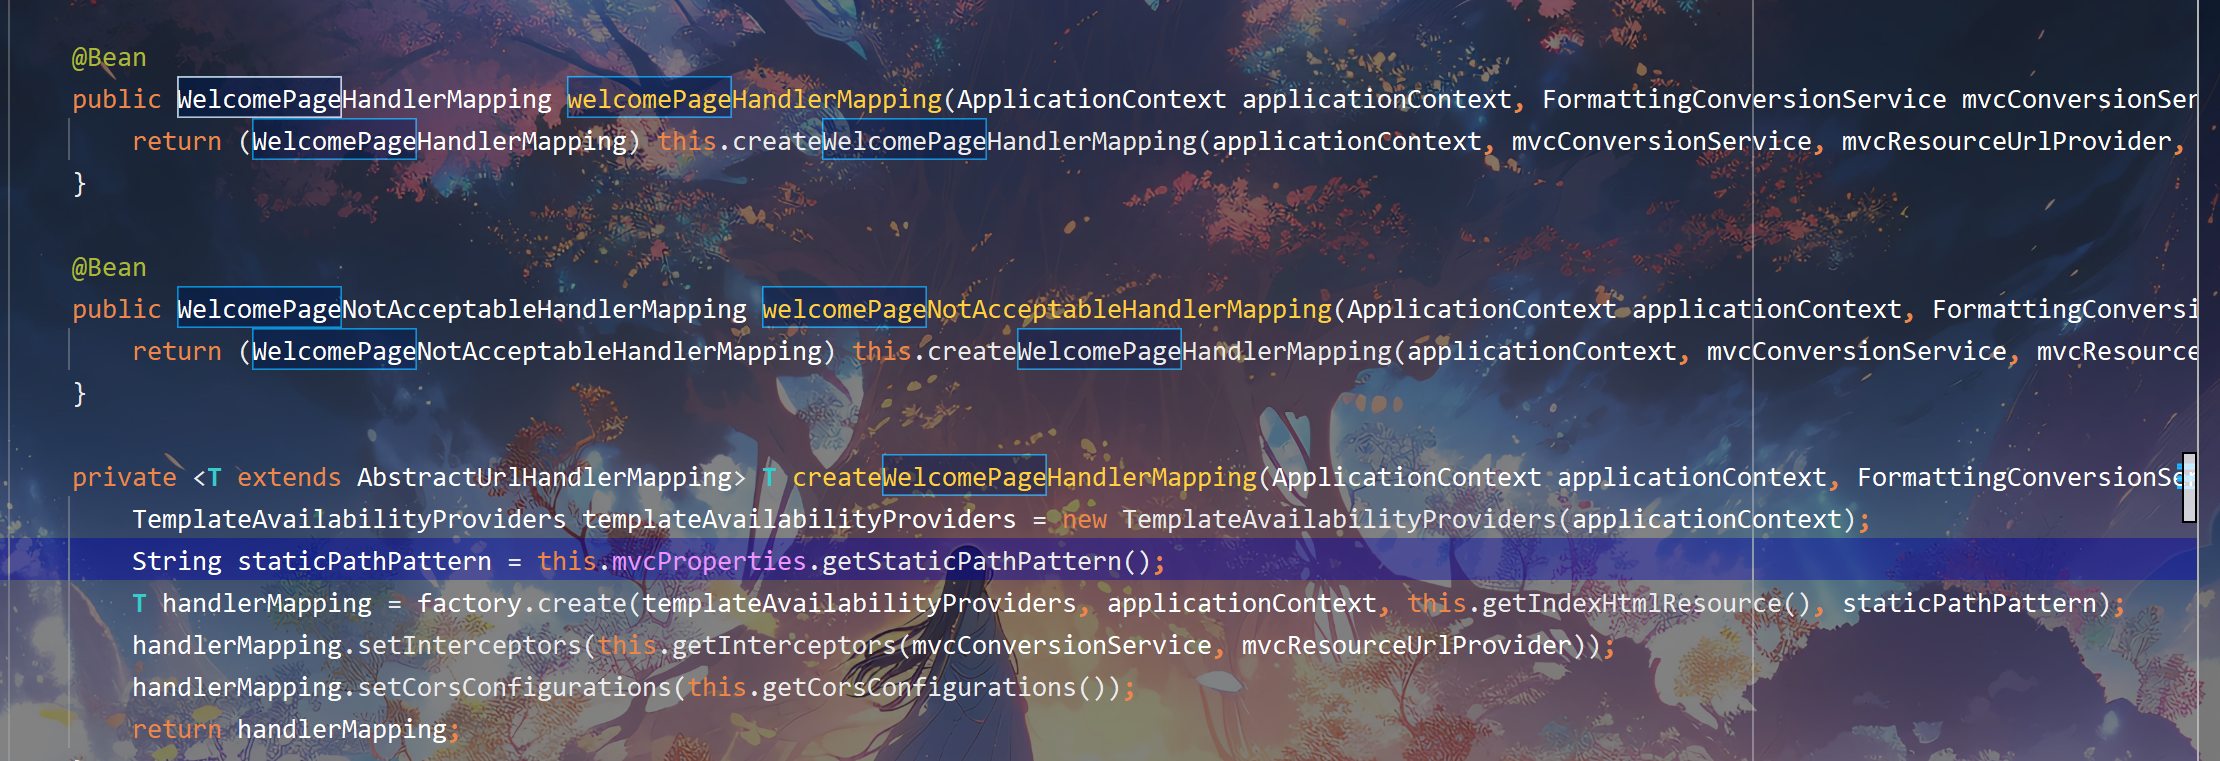 @Bean
public WelcomePageHandlerMapping welcomePageHandlerMapping(ApplicationContext applicationContext, FormattingConversionService mvcConversionSer
return (WelcomePageHandlerMapping) this.createWelcomePageHandlerMapping(applicationContext, mvcConversionService, mvcResourceUrlProvider,
}
@Bean
public WelcomePageNotAcceptableHandlerMapping welcomePageNotAcceptableHandlerMapping(ApplicationContext applicationContext, FormattingConversi
return (WelcomePageNotAcceptableHandlerMapping) this.createWelcomePageHandlerMapping(applicationContext, mvcConversionService, mvcResource
}
private <T extends AbstractUrlHandlerMapping> T createWelcomePageHandlerMapping(ApplicationContext applicationContext, FormattingConversionSe
TemplateAvailabilityProviders templateAvailabilityProviders = new TemplateAvailabilityProviders(applicationContext);
String staticPathPattern = this.mvcProperties.getStaticPathPattern();
T handlerMapping = factory.create(templateAvailabilityProviders, applicationContext, this.getIndexHtmlResource(), staticPathPattern);
handlerMapping.setInterceptors(this.getInterceptors(mvcConversionService, mvcResourceUrlProvider));
handlerMapping.setCorsConfigurations(this.getCorsConfigurations());
return handlerMapping;